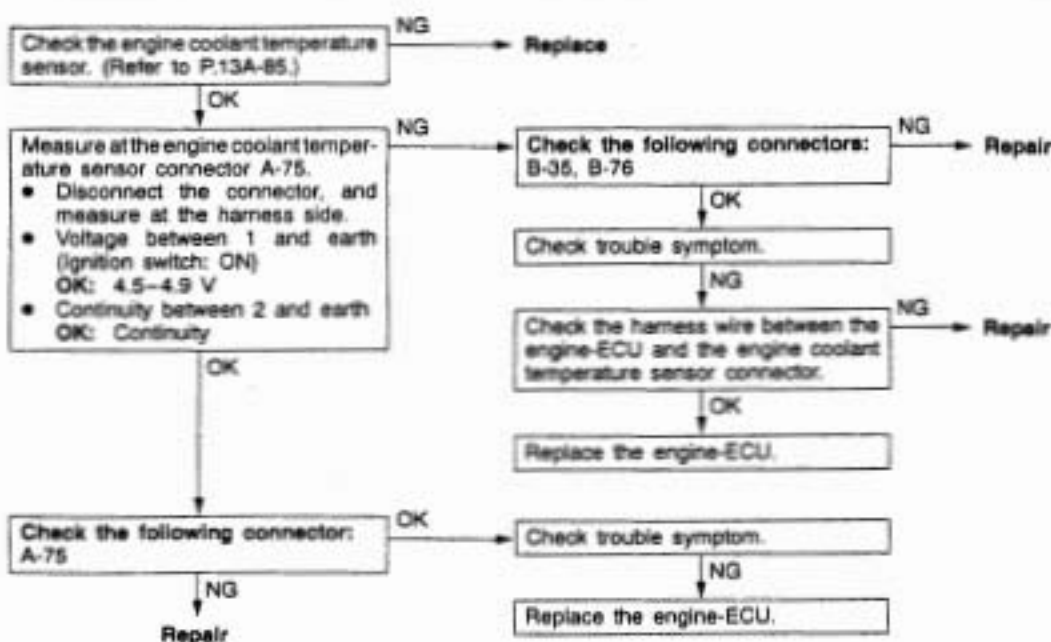 Check the engine coolant temperature
sensor. (Refer to P.13A-85.)
NG
Replace
OK
Measure at the engine coolant temper-
ature sensor connector A-75.
● Disconnect the connector, and
measure at the harness side.
● Voltage between 1 and earth
(Ignition switch: ON)
OK: 4.5–4.9 V
● Continuity between 2 and earth
OK: Continuity
NG
Check the following connectors:
B-35, B-76
NG
Repair
OK
Check trouble symptom.
NG
Check the harness wire between the
engine-ECU and the engine coolant
temperature sensor connector.
NG
Repair
OK
Replace the engine-ECU.
OK
Check the following connector:
A-75
OK
Check trouble symptom.
NG
Replace the engine-ECU.
NG
Repair